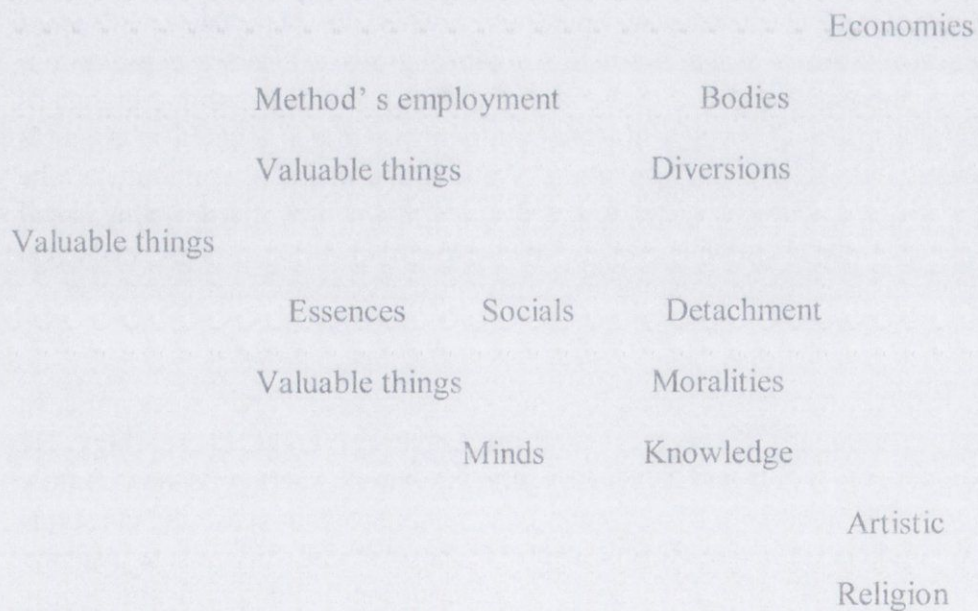 Economies
Method's employment Bodies
Valuable things Diversions
Valuable things
Essences Socials Detachment
Valuable things Moralities
Minds Knowledge
Artistic
Religion